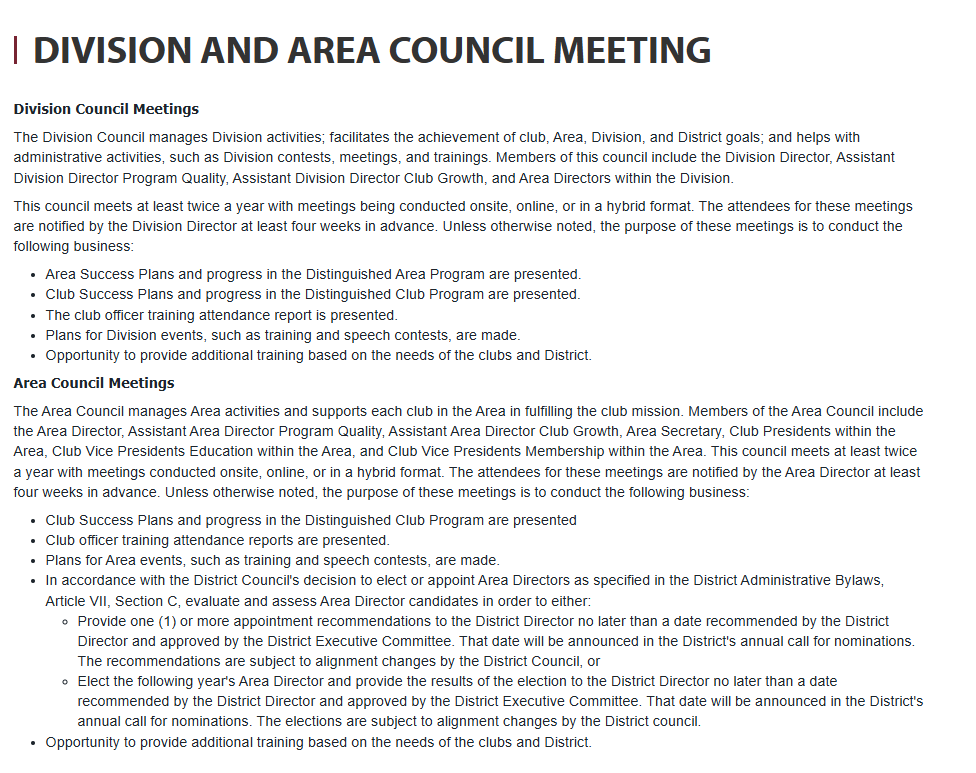 DIVISION AND AREA COUNCIL MEETING
Division Council Meetings
The Division Council manages Division activities; facilitates the achievement of club, Area, Division, and District goals; and helps with
administrative activities, such as Division contests, meetings, and trainings. Members of this council include the Division Director, Assistant
Division Director Program Quality, Assistant Division Director Club Growth, and Area Directors within the Division.
This council meets at least twice a year with meetings being conducted onsite, online, or in a hybrid format. The attendees for these meetings
are notified by the Division Director at least four weeks in advance. Unless otherwise noted, the purpose of these meetings is to conduct the
following business:
• Area Success Plans and progress in the Distinguished Area Program are presented.
• Club Success Plans and progress in the Distinguished Club Program are presented.
• The club officer training attendance report is presented.
• Plans for Division events, such as training and speech contests, are made.
• Opportunity to provide additional training based on the needs of the clubs and District.
Area Council Meetings
The Area Council manages Area activities and supports each club in the Area in fulfilling the club mission. Members of the Area Council include
the Area Director, Assistant Area Director Program Quality, Assistant Area Director Club Growth, Area Secretary, Club Presidents within the
Area, Club Vice Presidents Education within the Area, and Club Vice Presidents Membership within the Area. This council meets at least twice
a year with meetings conducted onsite, online, or in a hybrid format. The attendees for these meetings are notified by the Area Director at least
four weeks in advance. Unless otherwise noted, the purpose of these meetings is to conduct the following business:
• Club Success Plans and progress in the Distinguished Club Program are presented
• Club officer training attendance reports are presented.
• Plans for Area events, such as training and speech contests, are made.
• In accordance with the District Council's decision to elect or appoint Area Directors as specified in the District Administrative Bylaws,
Article VII, Section C, evaluate and assess Area Director candidates in order to either:
◦ Provide one (1) or more appointment recommendations to the District Director no later than a date recommended by the District
Director and approved by the District Executive Committee. That date will be announced in the District's annual call for nominations.
The recommendations are subject to alignment changes by the District Council, or
◦ Elect the following year's Area Director and provide the results of the election to the District Director no later than a date
recommended by the District Director and approved by the District Executive Committee. That date will be announced in the District's
annual call for nominations. The elections are subject to alignment changes by the District council.
• Opportunity to provide additional training based on the needs of the clubs and District.